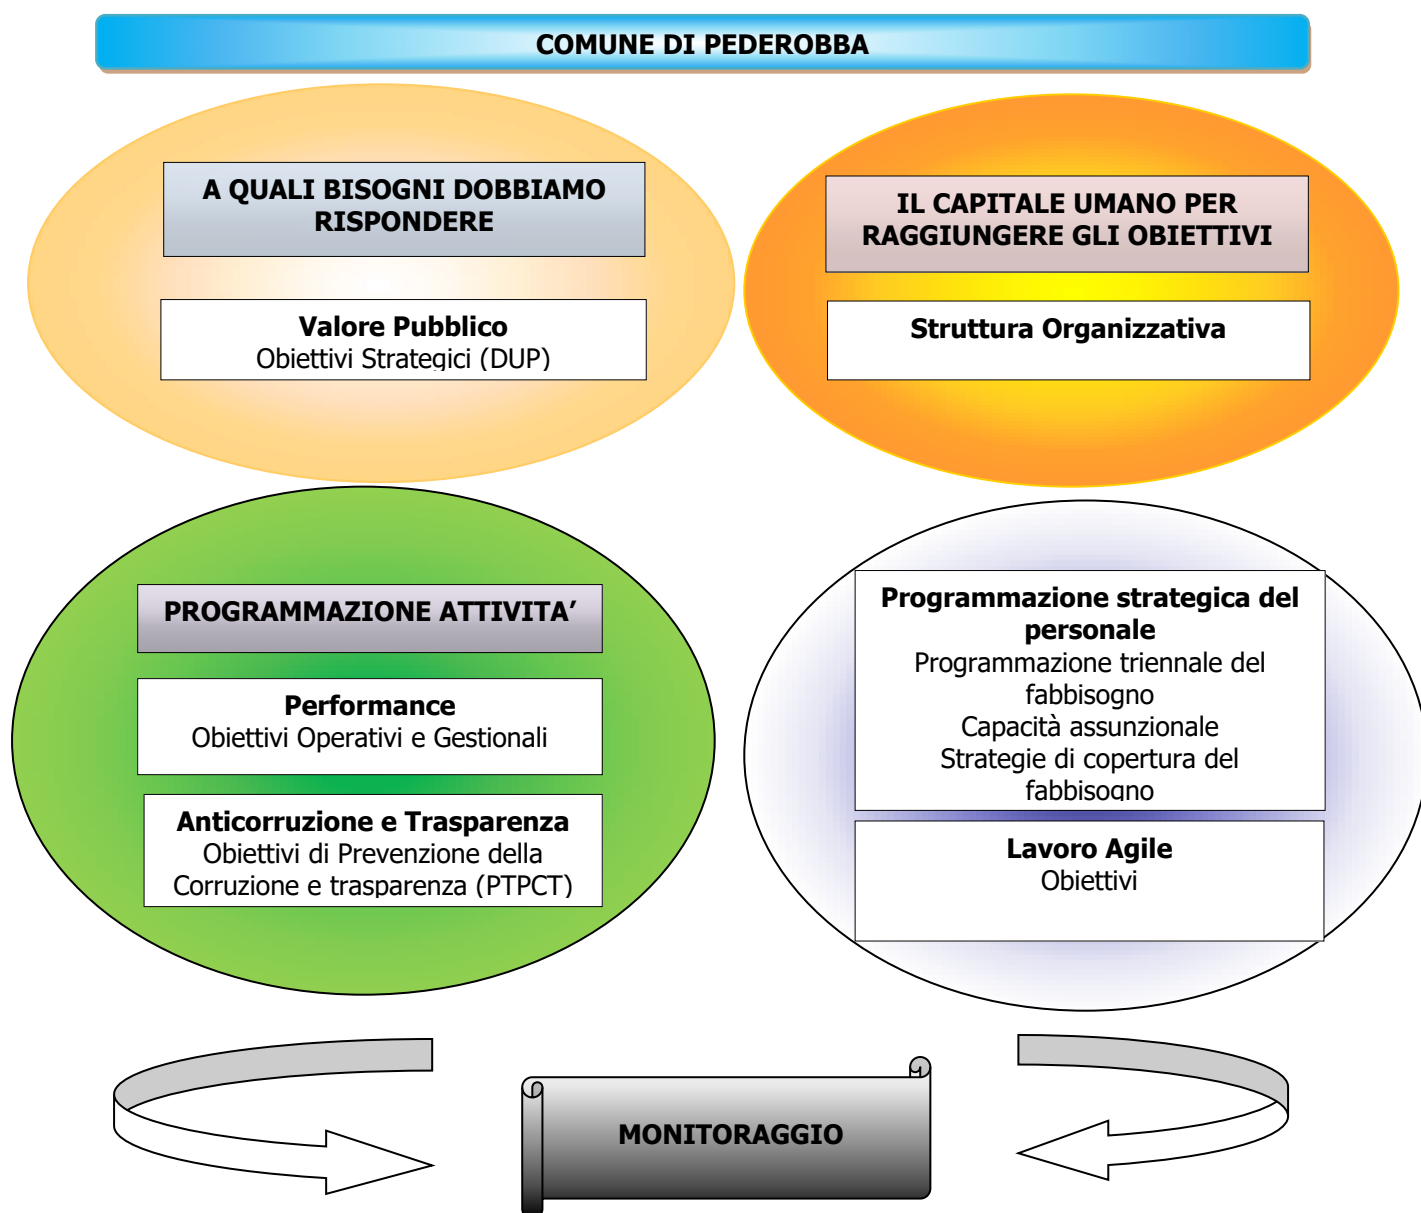 COMUNE DI PEDEROBBA
A QUALI BISOGNI DOBBIAMO
RISPONDERE
Valore Pubblico
Obiettivi Strategici (DUP)
IL CAPITALE UMANO PER
RAGGIUNGERE GLI OBIETTIVI
Struttura Organizzativa
PROGRAMMAZIONE ATTIVITA’
Performance
Obiettivi Operativi e Gestionali
Anticorruzione e Trasparenza
Obiettivi di Prevenzione della
Corruzione e trasparenza (PTPCT)
Programmazione strategica del
personale
Programmazione triennale del
fabbisogno
Capacità assunzionale
Strategie di copertura del
fabbisogno
Lavoro Agile
Obiettivi
MONITORAGGIO